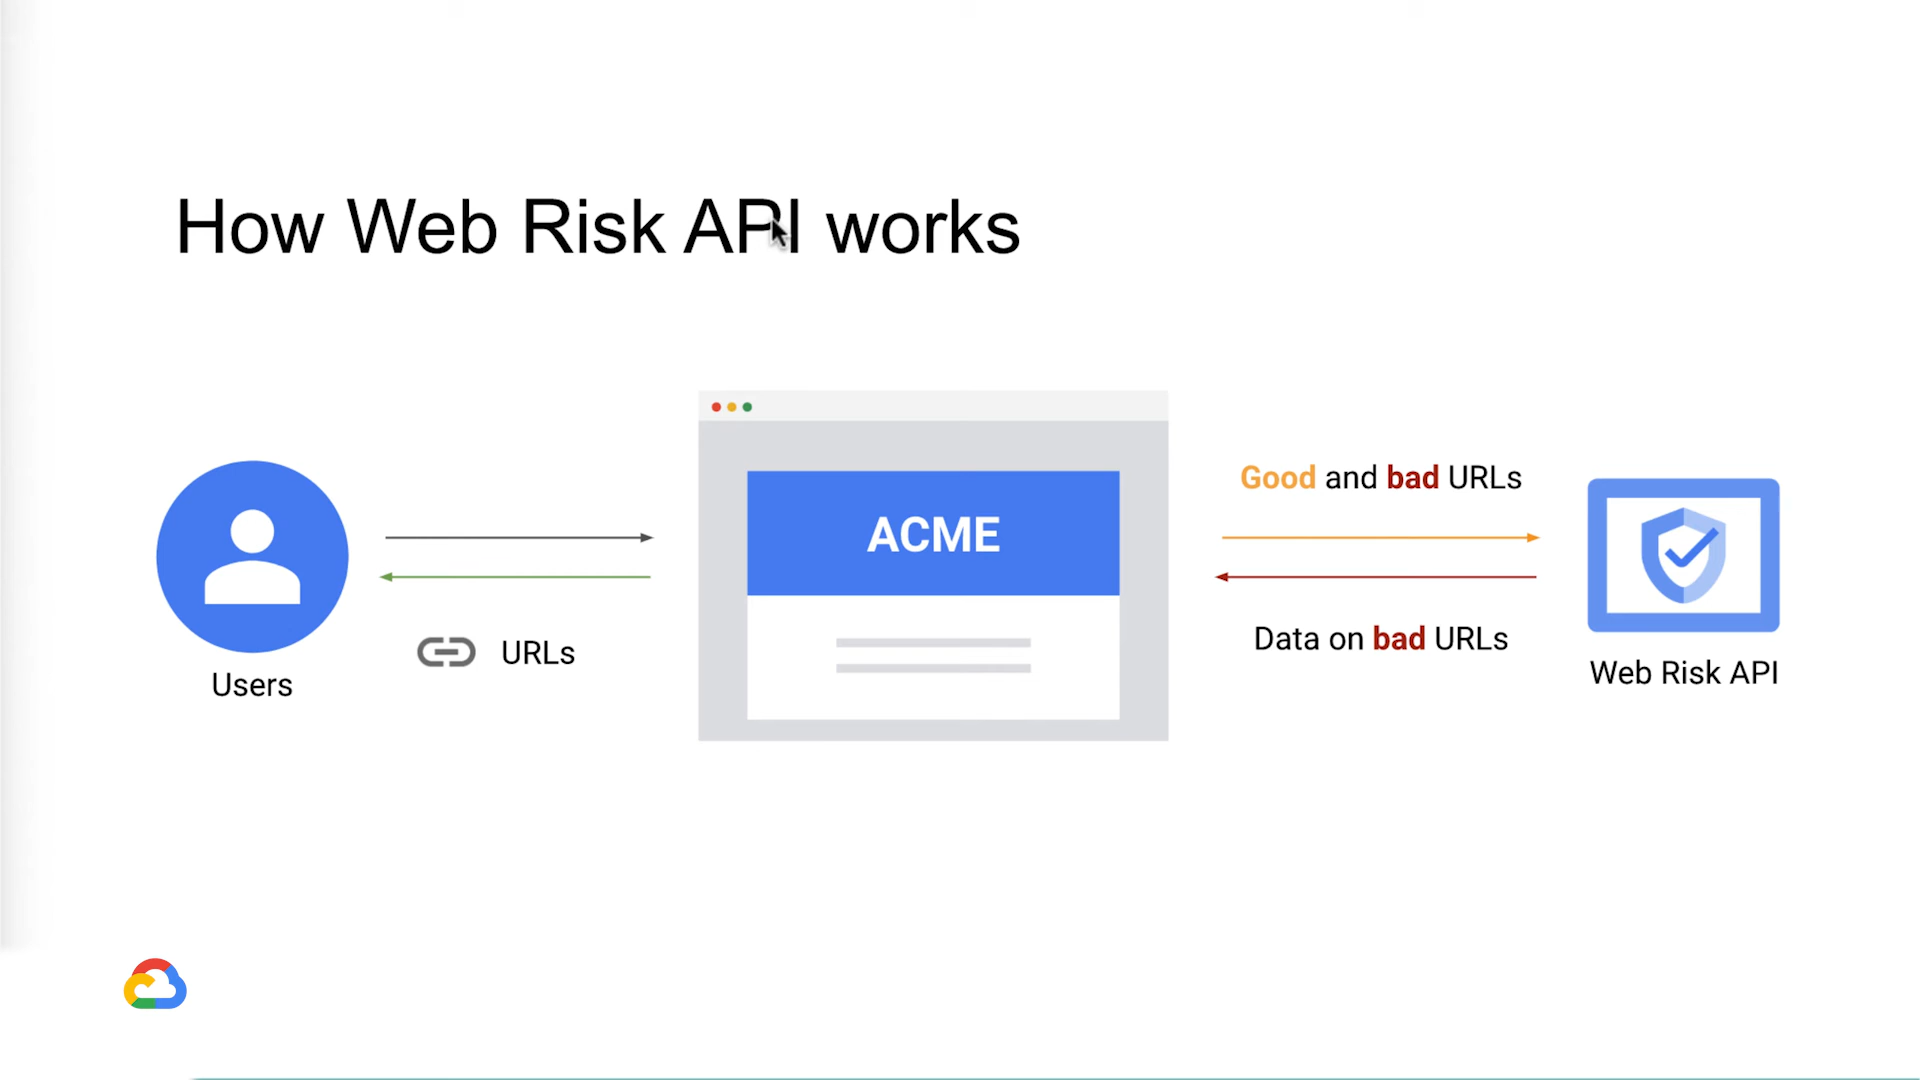 How Web Risk API works
ACME
Good and bad URLs
Data on bad URLs
URLs
Users
Web Risk API